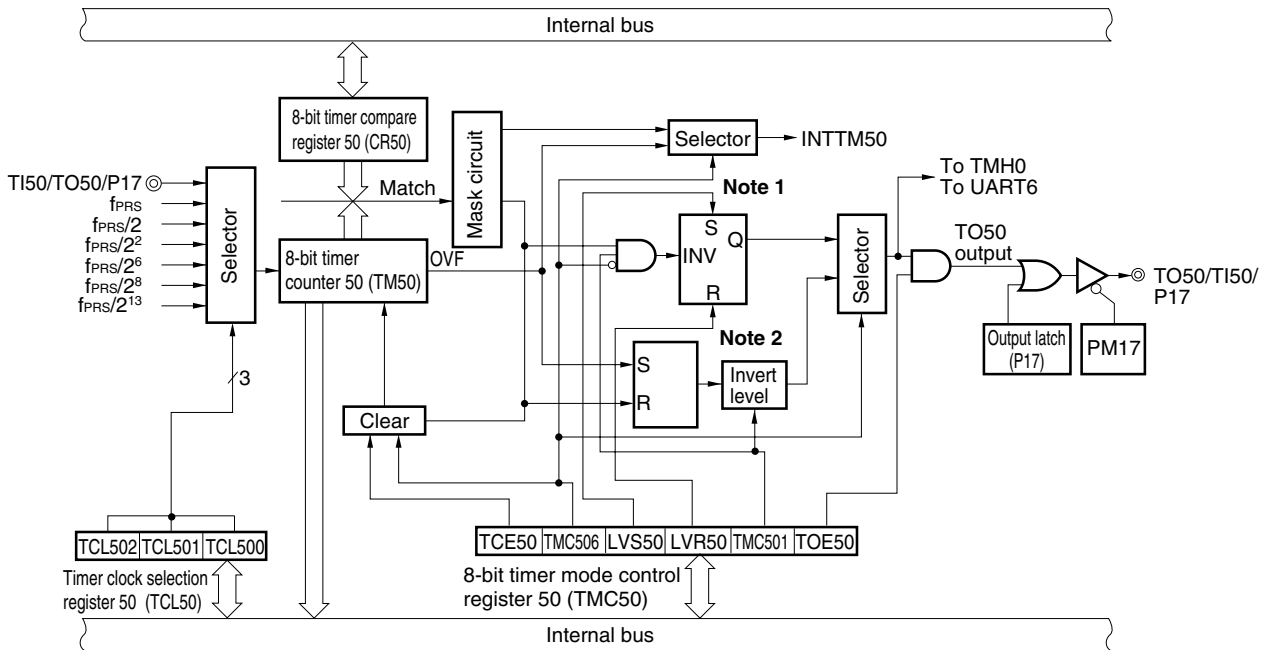 Internal bus
8-bit timer compare
register 50 (CR50)
Mask circuit
Selector
INTTM50
To TMH0
To UART6
TI50/TO50/P17
fPRS
fPRS/2
fPRS/2²
fPRS/2⁶
fPRS/2⁸
fPRS/2¹³
Selector
Match
Note 1
S
Q
INV
R
Selector
TO50
output
TO50/TI50/
P17
8-bit timer
counter 50 (TM50)
OVF
Output latch
(P17)
PM17
Note 2
S
R
Invert
level
3
Clear
TCL502 TCL501 TCL500
Timer clock selection
register 50 (TCL50)
TCE50 TMC506 LVS50 LVR50 TMC501 TOE50
8-bit timer mode control
register 50 (TMC50)
Internal bus